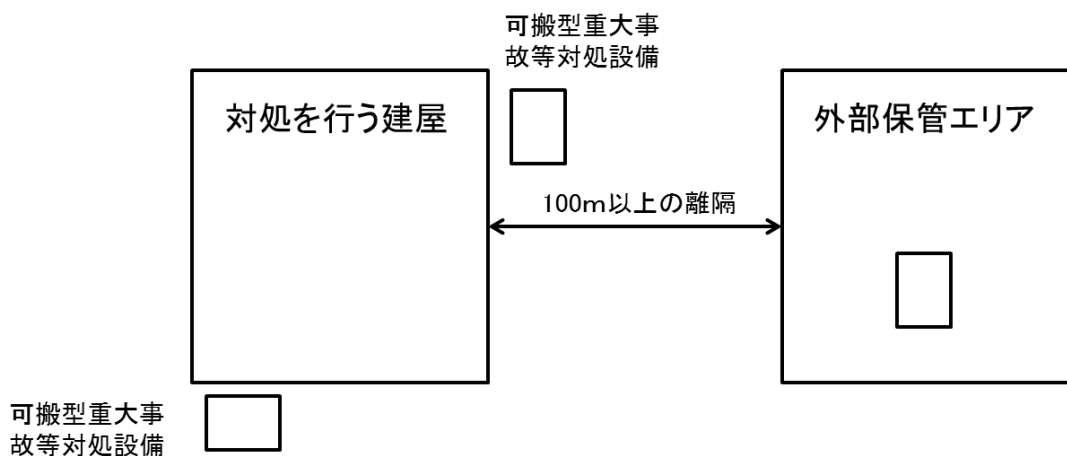 可搬型重大事
故等対処設備
対処を行う建屋
外部保管エリア
100m以上の離隔
可搬型重大事
故等対処設備